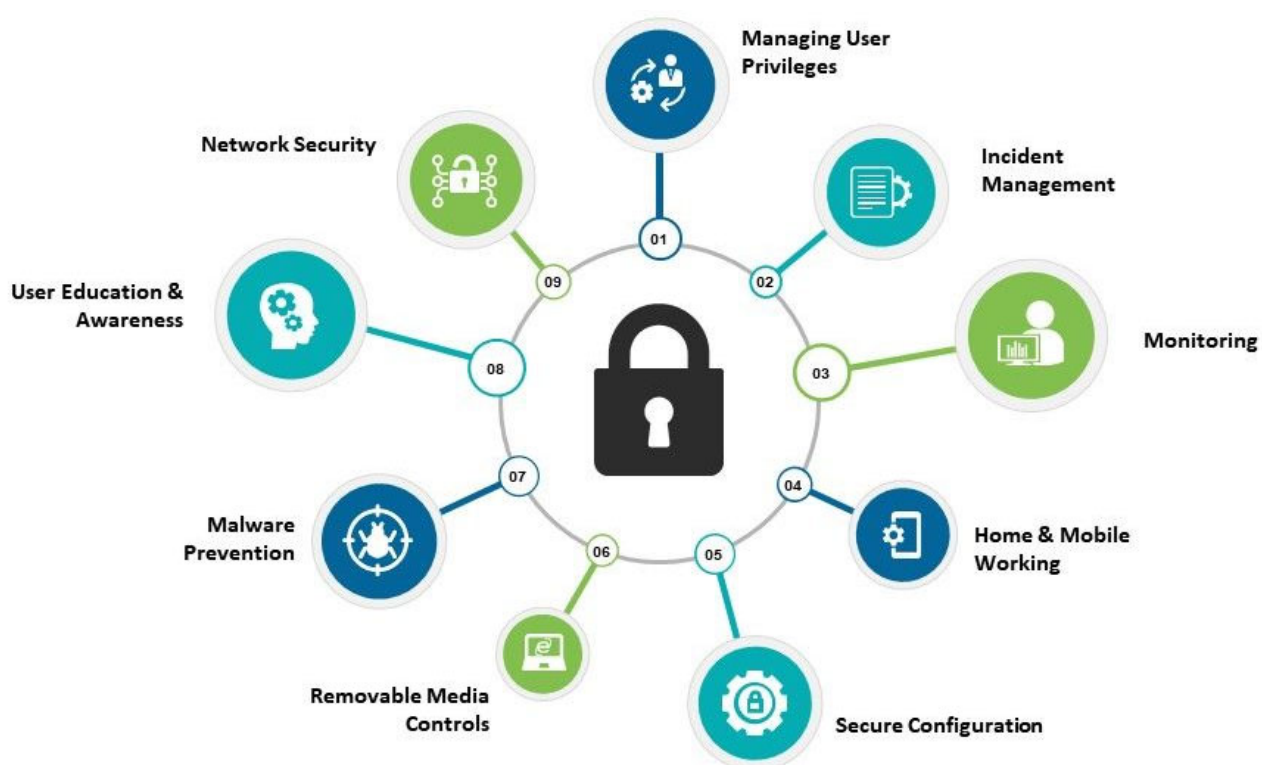 Managing User
Privileges
01
Incident
Management
02
Monitoring
03
Home & Mobile
Working
04
Secure Configuration
05
Removable Media
Controls
06
Malware
Prevention
07
User Education &
Awareness
08
Network Security
09